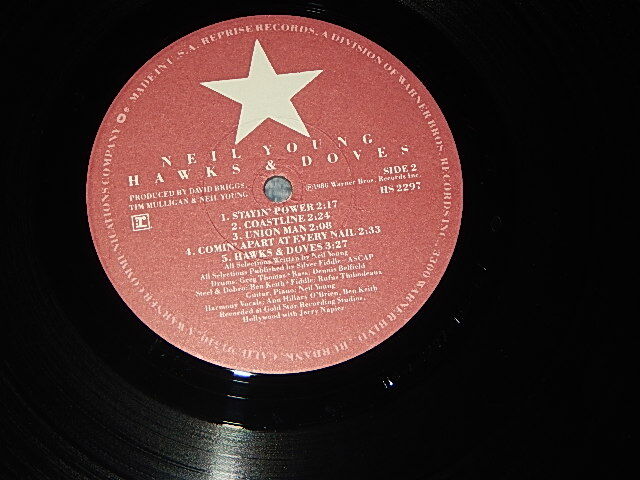 MADE IN U.S.A. REPRISE RECORDS, A DIVISION OF WARNER BROS. RECORDS INC., 3300 WARNER BLVD., BURBANK, CALIF. A WARNER COMMUNICATIONS COMPANY
NEIL YOUNG
HAWKS & DOVES
PRODUCED BY DAVID BRIGGS,
TIM MULLIGAN & NEIL YOUNG
SIDE 2
℗1980 Warner Bros. Records Inc.
HS 2297
1. STAYIN' POWER 2:17
2. COASTLINE 2:24
3. UNION MAN 2:08
4. COMIN' APART AT EVERY NAIL 2:33
5. HAWKS & DOVES 3:27
All Selections Written by Neil Young
All Selections Published by Silver Fiddle - ASCAP
Drums: Greg Thomas • Bass: Dennis Belfield
Steel & Dobro: Ben Keith • Fiddle: Rufus Thibodeaux
Guitar, Piano: Neil Young
Harmony Vocals: Ann Hillary O'Brien, Ben Keith
Recorded at Gold Star Recording Studios,
Hollywood with Jerry Napier